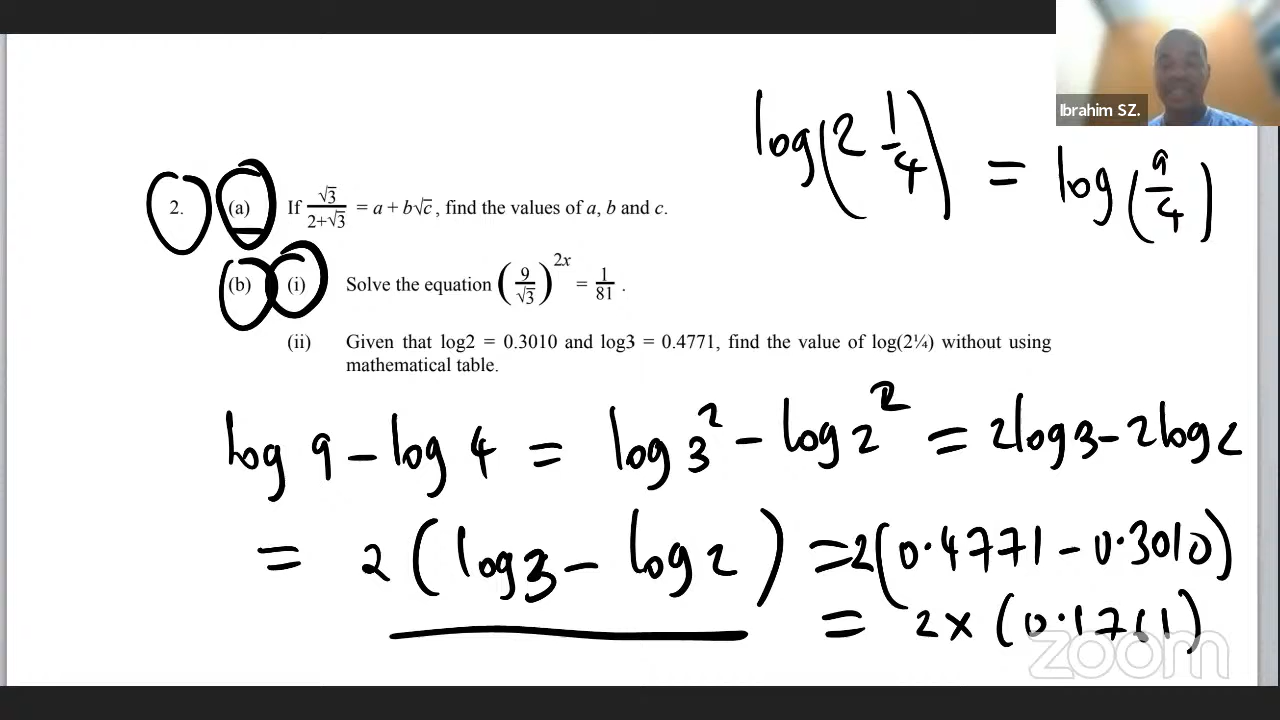 Ibrahim SZ.
log(2 1/4) = log(9/4)
2. (a) If √3/2+√3 = a + b√c, find the values of a, b and c.
(b) (i) Solve the equation (9/√3)^2x = 1/81 .
(ii) Given that log2 = 0.3010 and log3 = 0.4771, find the value of log(2¼) without using
mathematical table.
log 9 – log 4 = log 3² – log 2² = 2log3 – 2log2
= 2 (log3 – log2) = 2(0.4771 – 0.3010)
= 2 x (0.1761)
zoom